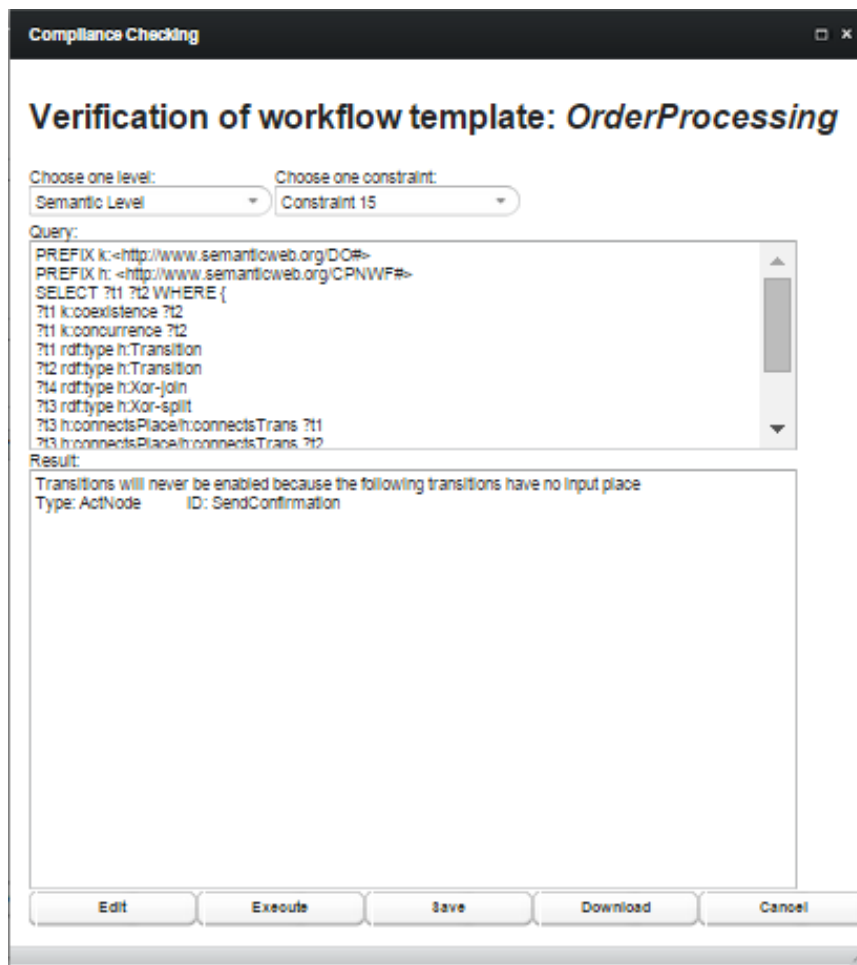 Compliance Checking
Verification of workflow template: OrderProcessing
Choose one level: Choose one constraint:
Semantic Level Constraint 15
Query:
PREFIX k:<http://www.semanticweb.org/DO#>
PREFIX h: <http://www.semanticweb.org/CPNWF#>
SELECT ?t1 ?t2 WHERE {
?t1 k:coexistence ?t2
?t1 k:concurrence ?t2
?t1 rdf:type h:Transition
?t2 rdf:type h:Transition
?t4 rdf:type h:Xor-join
?t3 rdf:type h:Xor-split
?t3 h:connectsPlace/h:connectsTrans ?t1
?t3 h:connectsPlace/h:connectsTrans ?t2
Result:
Transitions will never be enabled because the following transitions have no input place
Type: ActNode ID: SendConfirmation
Edit Execute Save Download Cancel